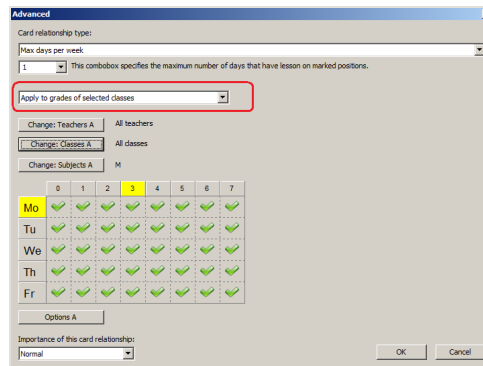 Advanced
Card relationship type:
Max days per week
1 This combobox specifies the maximum number of days that have lesson on marked positions.
Apply to grades of selected classes
Change: Teachers A All teachers
Change: Classes A All classes
Change: Subjects A M
0 1 2 3 4 5 6 7
Mo
Tu
We
Th
Fr
Options A
Importance of this card relationship:
Normal OK Cancel